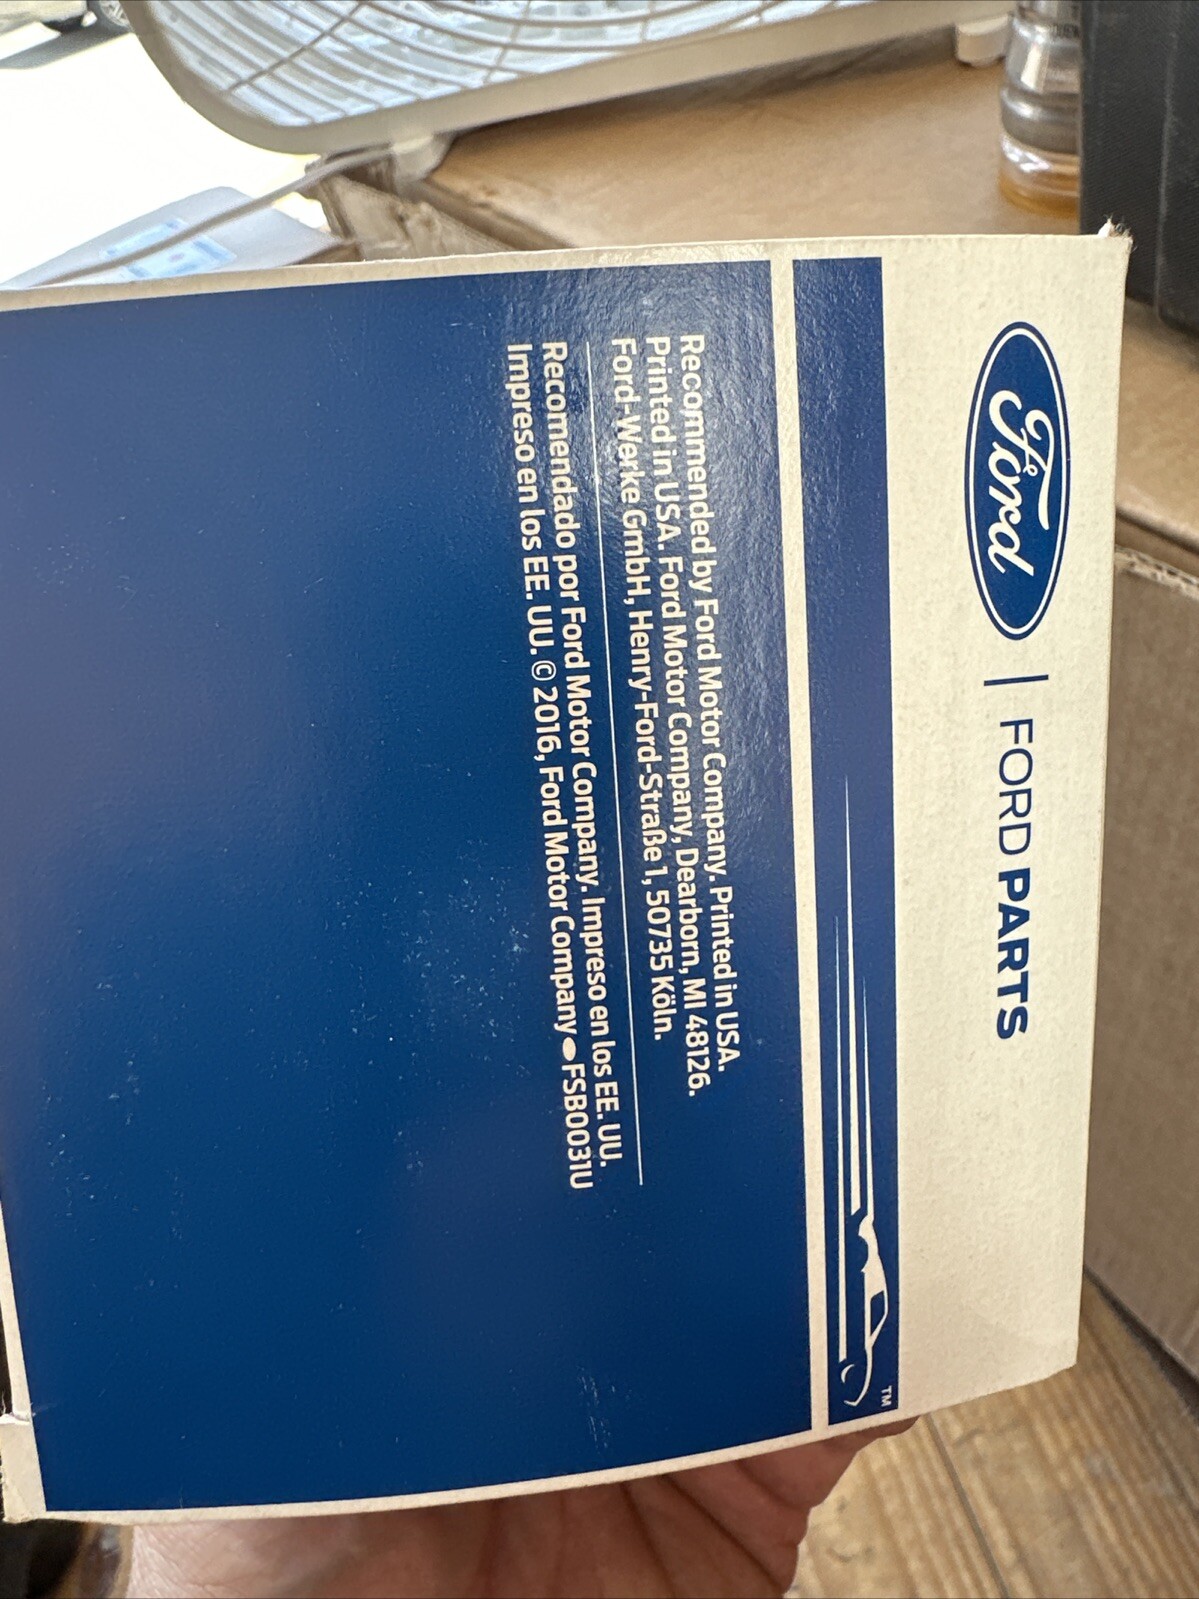 Ford | FORD PARTS
TM
Recommended by Ford Motor Company. Printed in USA.
Printed in USA. Ford Motor Company, Dearborn, MI 48126.
Ford-Werke GmbH, Henry-Ford-Straße 1, 50735 Köln.
Recomendado por Ford Motor Company. Impreso en los EE. UU.
Impreso en los EE. UU. © 2016, Ford Motor Company FSB0031U